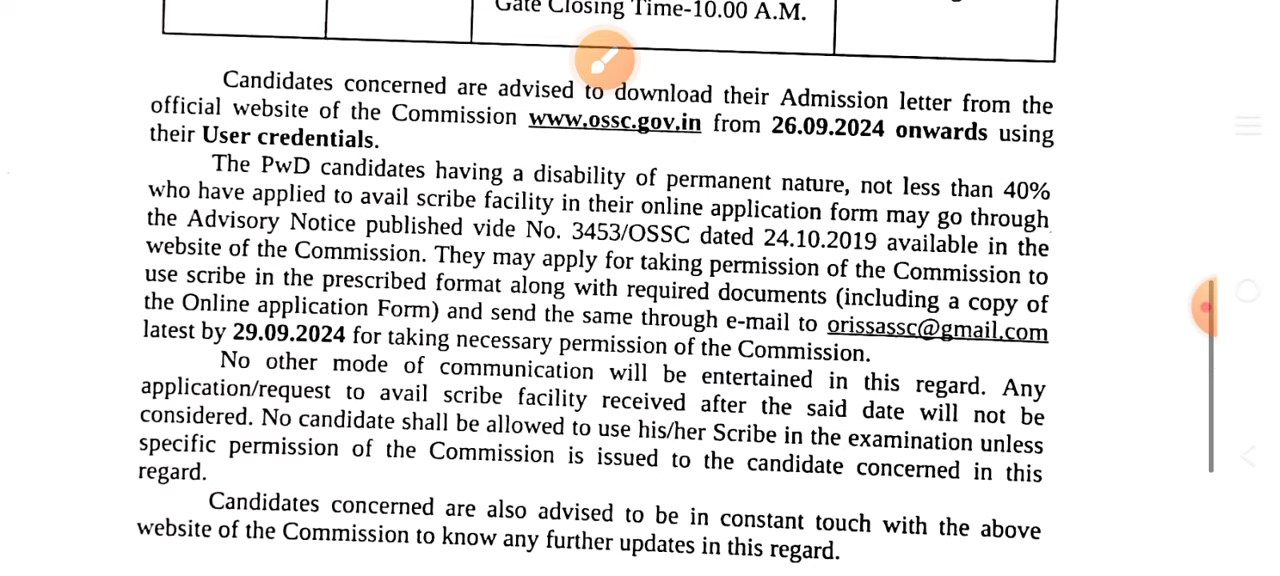 Gate Closing Time-10.00 A.M.
Candidates concerned are advised to download their Admission letter from the
official website of the Commission www.ossc.gov.in from 26.09.2024 onwards using
their User credentials.
The PwD candidates having a disability of permanent nature, not less than 40%
who have applied to avail scribe facility in their online application form may go through
the Advisory Notice published vide No. 3453/OSSC dated 24.10.2019 available in the
website of the Commission. They may apply for taking permission of the Commission to
use scribe in the prescribed format along with required documents (including a copy of
the Online application Form) and send the same through e-mail to orissassc@gmail.com
latest by 29.09.2024 for taking necessary permission of the Commission.
No other mode of communication will be entertained in this regard. Any
application/request to avail scribe facility received after the said date will not be
considered. No candidate shall be allowed to use his/her Scribe in the examination unless
specific permission of the Commission is issued to the candidate concerned in this
regard.
Candidates concerned are also advised to be in constant touch with the above
website of the Commission to know any further updates in this regard.